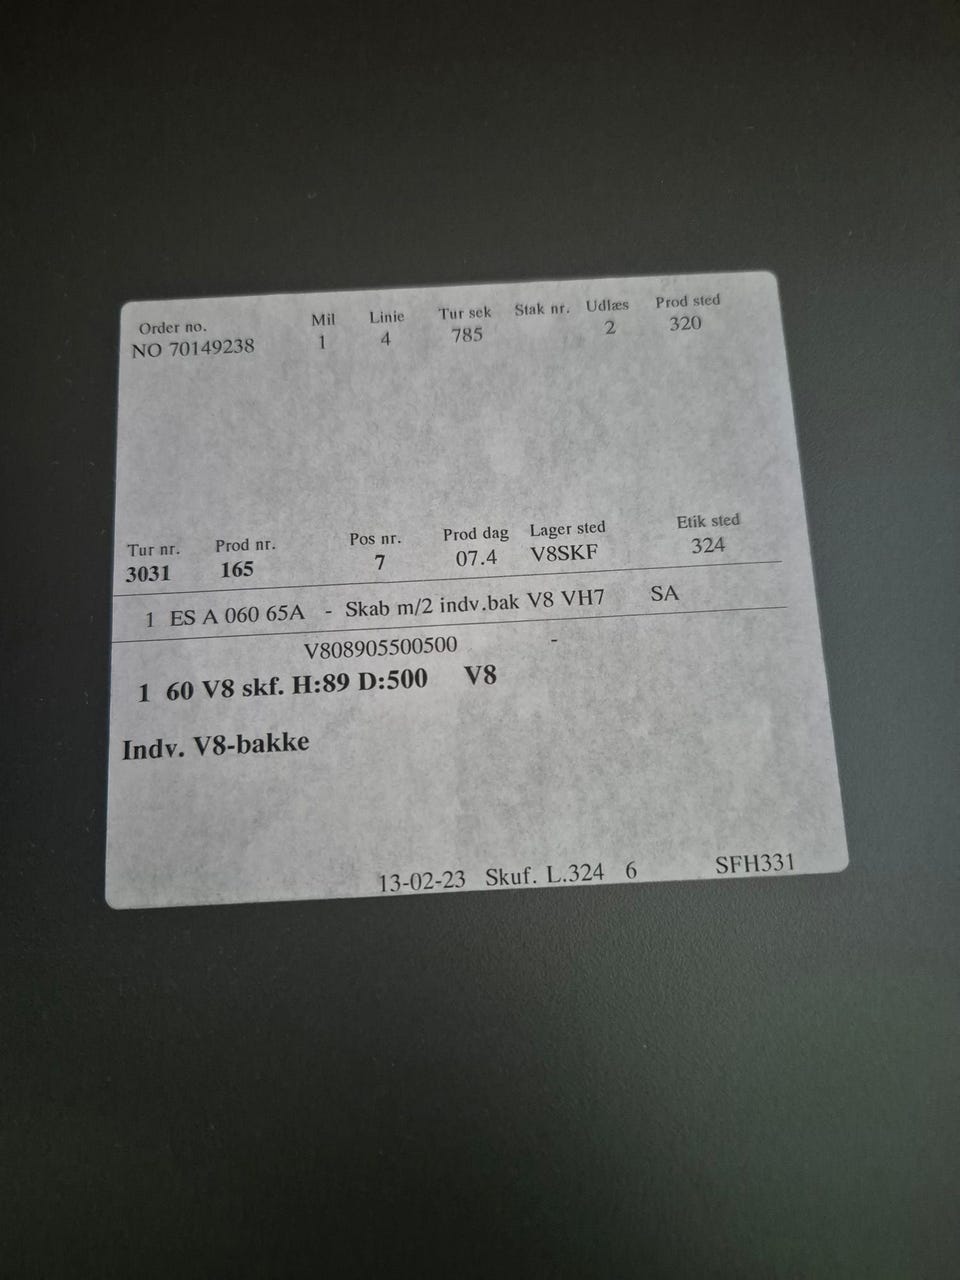 Order no. Mil Linie Tur sek Stak nr. Udlæs Prod sted
NO 70149238 1 4 785 2 320
Tur nr. Prod nr. Pos nr. Prod dag Lager sted Etik sted
3031 165 7 07.4 V8SKF 324
1 ES A 060 65A - Skab m/2 indv.bak V8 VH7 SA
V808905500500 -
1 60 V8 skf. H:89 D:500 V8
Indv. V8-bakke
13-02-23 Skuf. L.324 6 SFH331